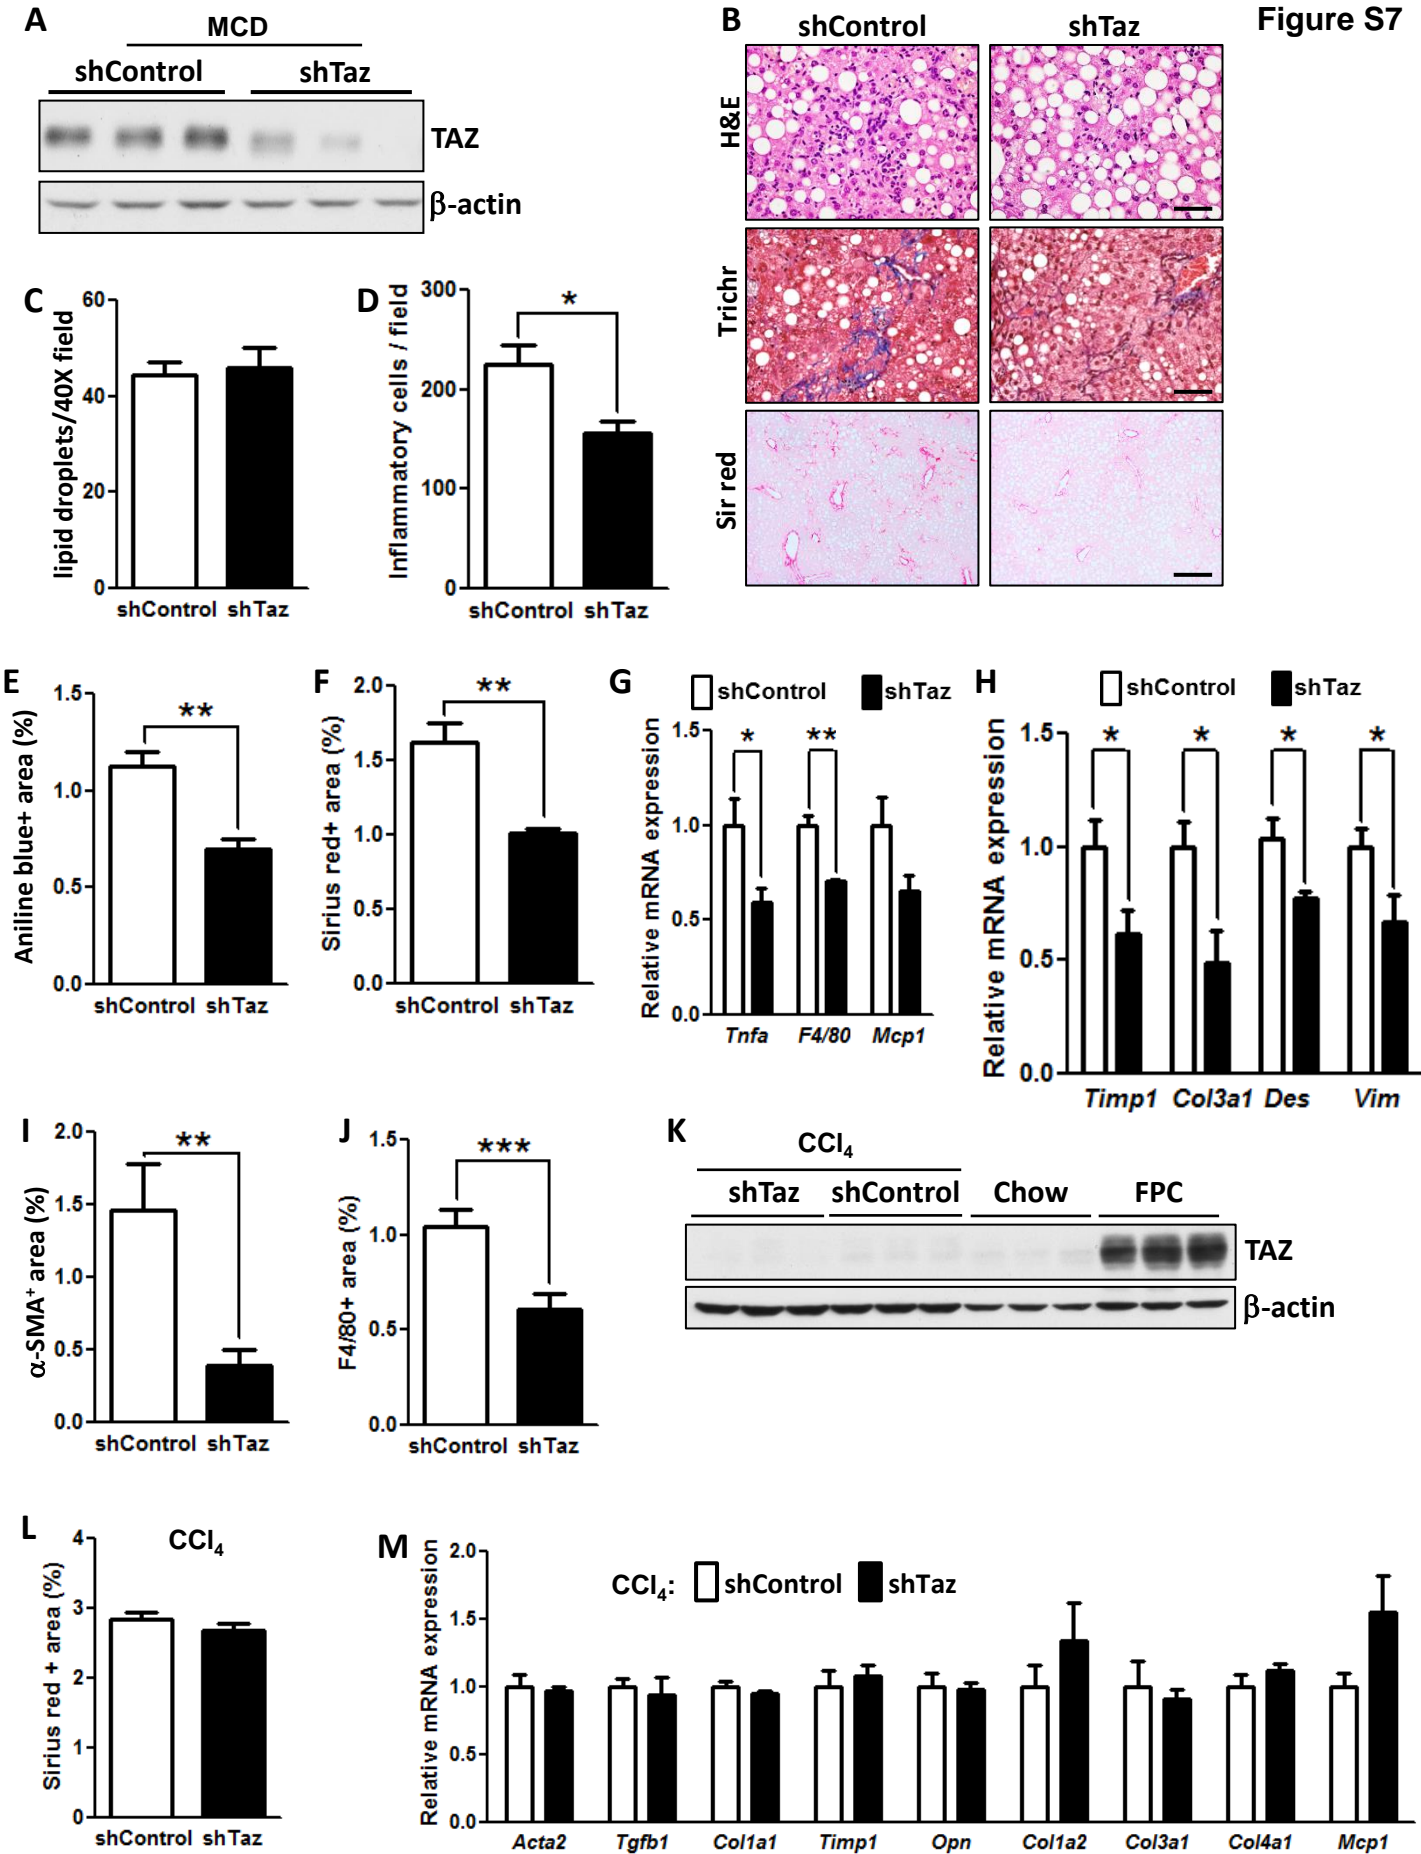 Figure S7
A
MCD
shControl shTaz
TAZ
β-actin
B
shControl shTaz
H&E
Trichr
Sir red
C
lipid droplets/40X field
60
40
20
0
shControl shTaz
D
Inflammatory cells / field
300
200
100
0
*
shControl shTaz
E
Aniline blue+ area (%)
1.5
1.0
0.5
0.0
**
shControl shTaz
F
Sirius red+ area (%)
2.0
1.5
1.0
0.5
0.0
**
shControl shTaz
G
shControl shTaz
Relative mRNA expression
1.5
1.0
0.5
0.0
* **
Tnfa F4/80 Mcp1
H
shControl shTaz
Relative mRNA expression
1.5
1.0
0.5
0.0
* * * *
Timp1 Col3a1 Des Vim
I
α-SMA⁺ area (%)
2.0
1.5
1.0
0.5
0.0
**
shControl shTaz
J
F4/80+ area (%)
1.5
1.0
0.5
0.0
***
shControl shTaz
K
CCl₄
shTaz shControl Chow FPC
TAZ
β-actin
L
CCl₄
Sirius red + area (%)
4
3
2
1
0
shControl shTaz
M
CCl₄: shControl shTaz
Relative mRNA expression
2.0
1.5
1.0
0.5
0.0
Acta2 Tgfb1 Col1a1 Timp1 Opn Col1a2 Col3a1 Col4a1 Mcp1